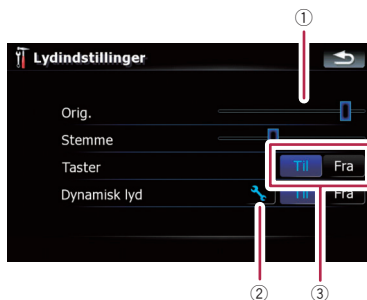 ①
Lydindstillinger
Orig.
Stemme
Taster Til Fra
Dynamisk lyd Til Fra
② ③